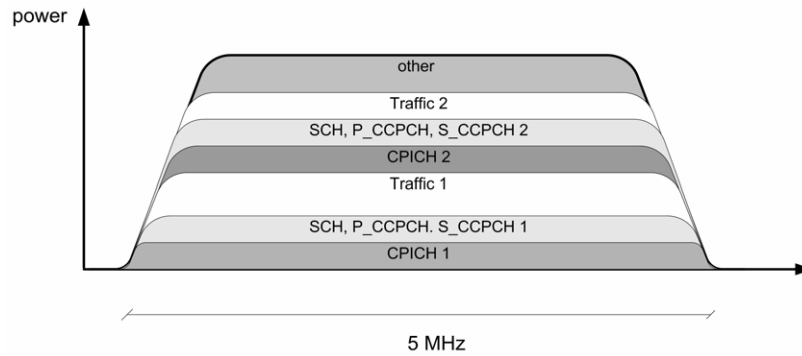 power
other
Traffic 2
SCH, P_CCPCH, S_CCPCH 2
CPICH 2
Traffic 1
SCH, P_CCPCH. S_CCPCH 1
CPICH 1
5 MHz